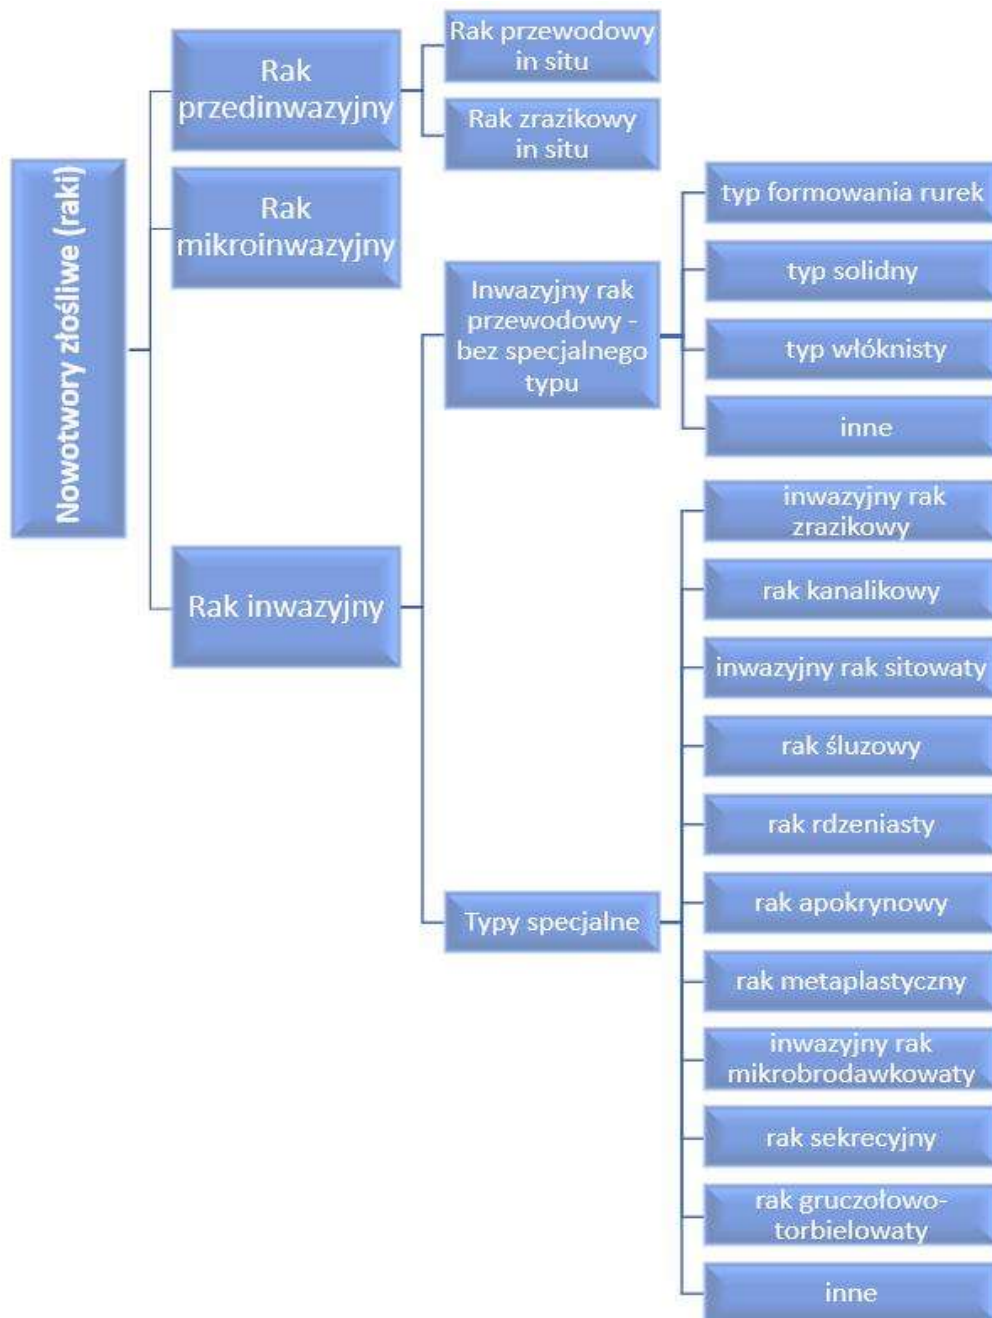 Nowotwory złośliwe (raki)
Rak
przedinwazyjny
Rak przewodowy
in situ
Rak zrazikowy
in situ
Rak
mikroinwazyjny
Rak inwazyjny
Inwazyjny rak
przewodowy -
bez specjalnego
typu
typ formowania rurek
typ solidny
typ włóknisty
inne
Typy specjalne
inwazyjny rak
zrazikowy
rak kanalikowy
inwazyjny rak sitowaty
rak śluzowy
rak rdzeniasty
rak apokrynowy
rak metaplastyczny
inwazyjny rak
mikrobrodawkowaty
rak sekrecyjny
rak gruczołowo-
torbielowaty
inne